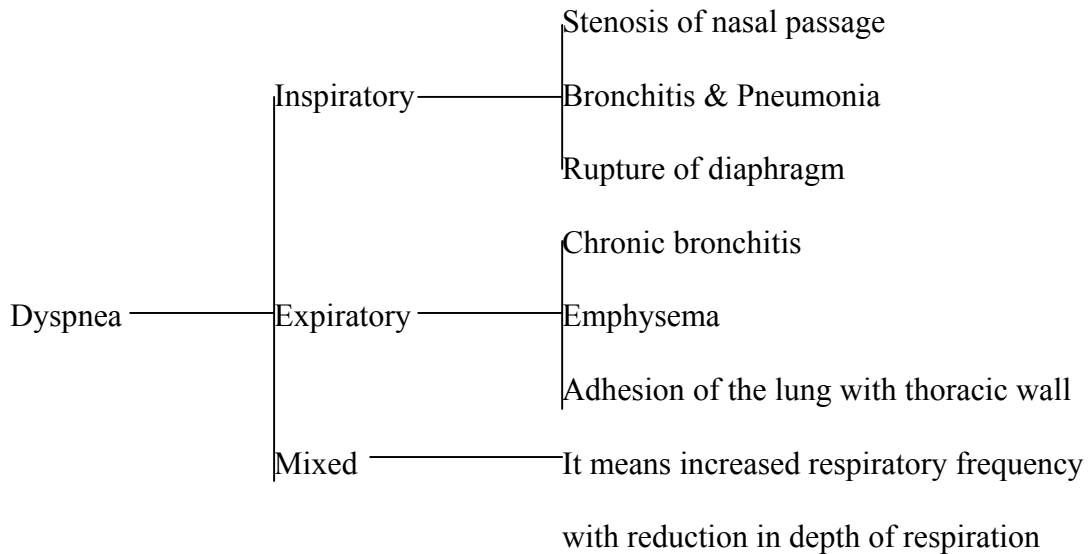 Stenosis of nasal passage
Inspiratory
Bronchitis & Pneumonia
Rupture of diaphragm
Chronic bronchitis
Dyspnea
Expiratory
Emphysema
Adhesion of the lung with thoracic wall
Mixed
It means increased respiratory frequency
with reduction in depth of respiration